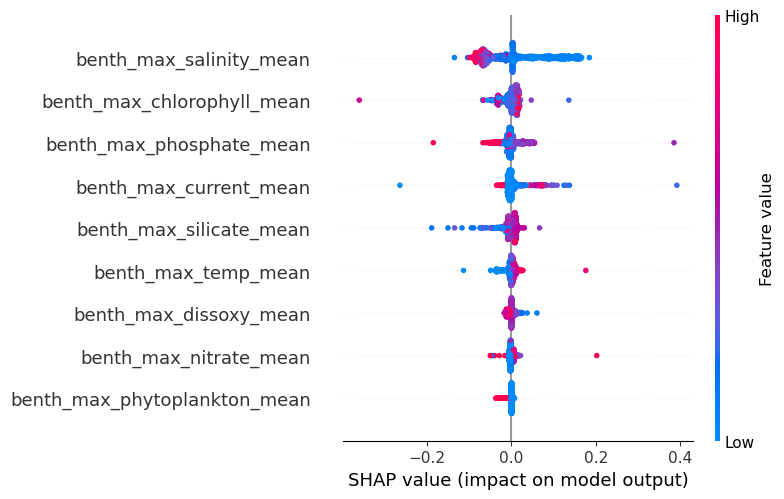 High
benth_max_salinity_mean
benth_max_chlorophyll_mean
benth_max_phosphate_mean
benth_max_current_mean
benth_max_silicate_mean
benth_max_temp_mean
benth_max_dissoxy_mean
benth_max_nitrate_mean
benth_max_phytoplankton_mean
Feature value
Low
−0.2 0.0 0.2 0.4
SHAP value (impact on model output)